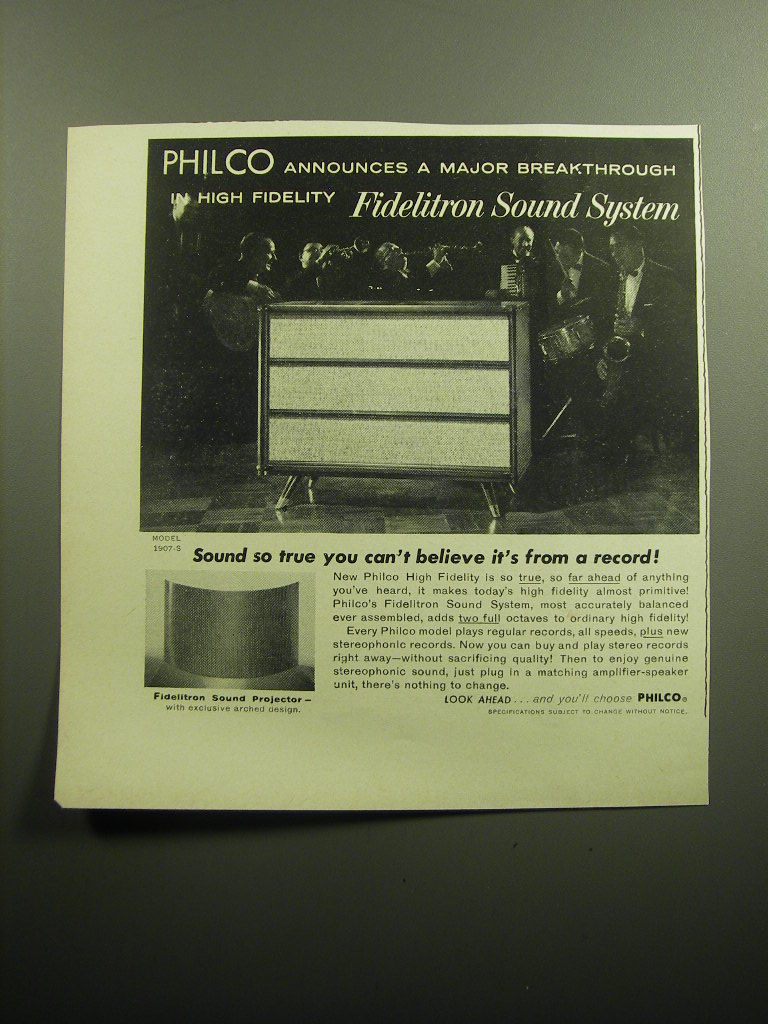 PHILCO ANNOUNCES A MAJOR BREAKTHROUGH
IN HIGH FIDELITY Fidelitron Sound System
MODEL
1907-S
Sound so true you can't believe it's from a record!
New Philco High Fidelity is so true, so far ahead of anything
you've heard, it makes today's high fidelity almost primitive!
Philco's Fidelitron Sound System, most accurately balanced
ever assembled, adds two full octaves to ordinary high fidelity!
Every Philco model plays regular records, all speeds, plus new
stereophonic records. Now you can buy and play stereo records
right away—without sacrificing quality! Then to enjoy genuine
stereophonic sound, just plug in a matching amplifier-speaker
unit, there's nothing to change.
Fidelitron Sound Projector—
with exclusive arched design.
LOOK AHEAD... and you'll choose PHILCO®
SPECIFICATIONS SUBJECT TO CHANGE WITHOUT NOTICE.